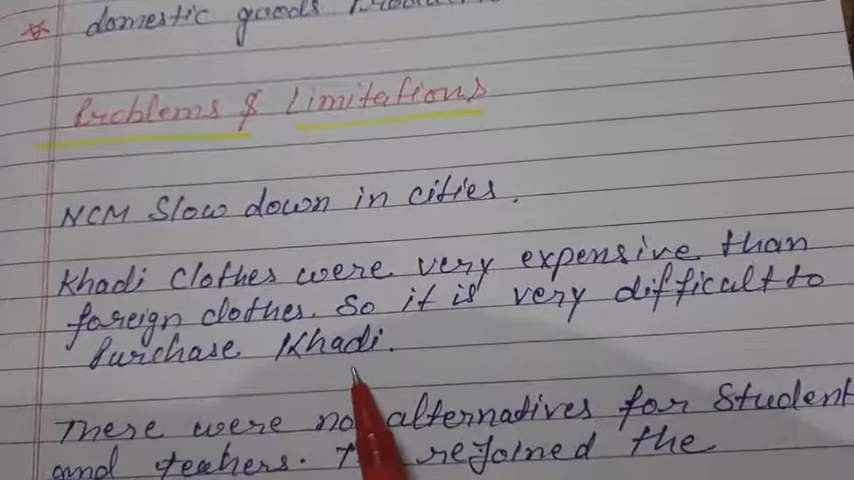 domestic goods
Problems & Limitations
NCM Slow down in cities.
Khadi clothes were very expensive than
foreign clothes. So it is very difficult to
Purchase Khadi.
There were no alternatives for Student
and teachers. rejoined the